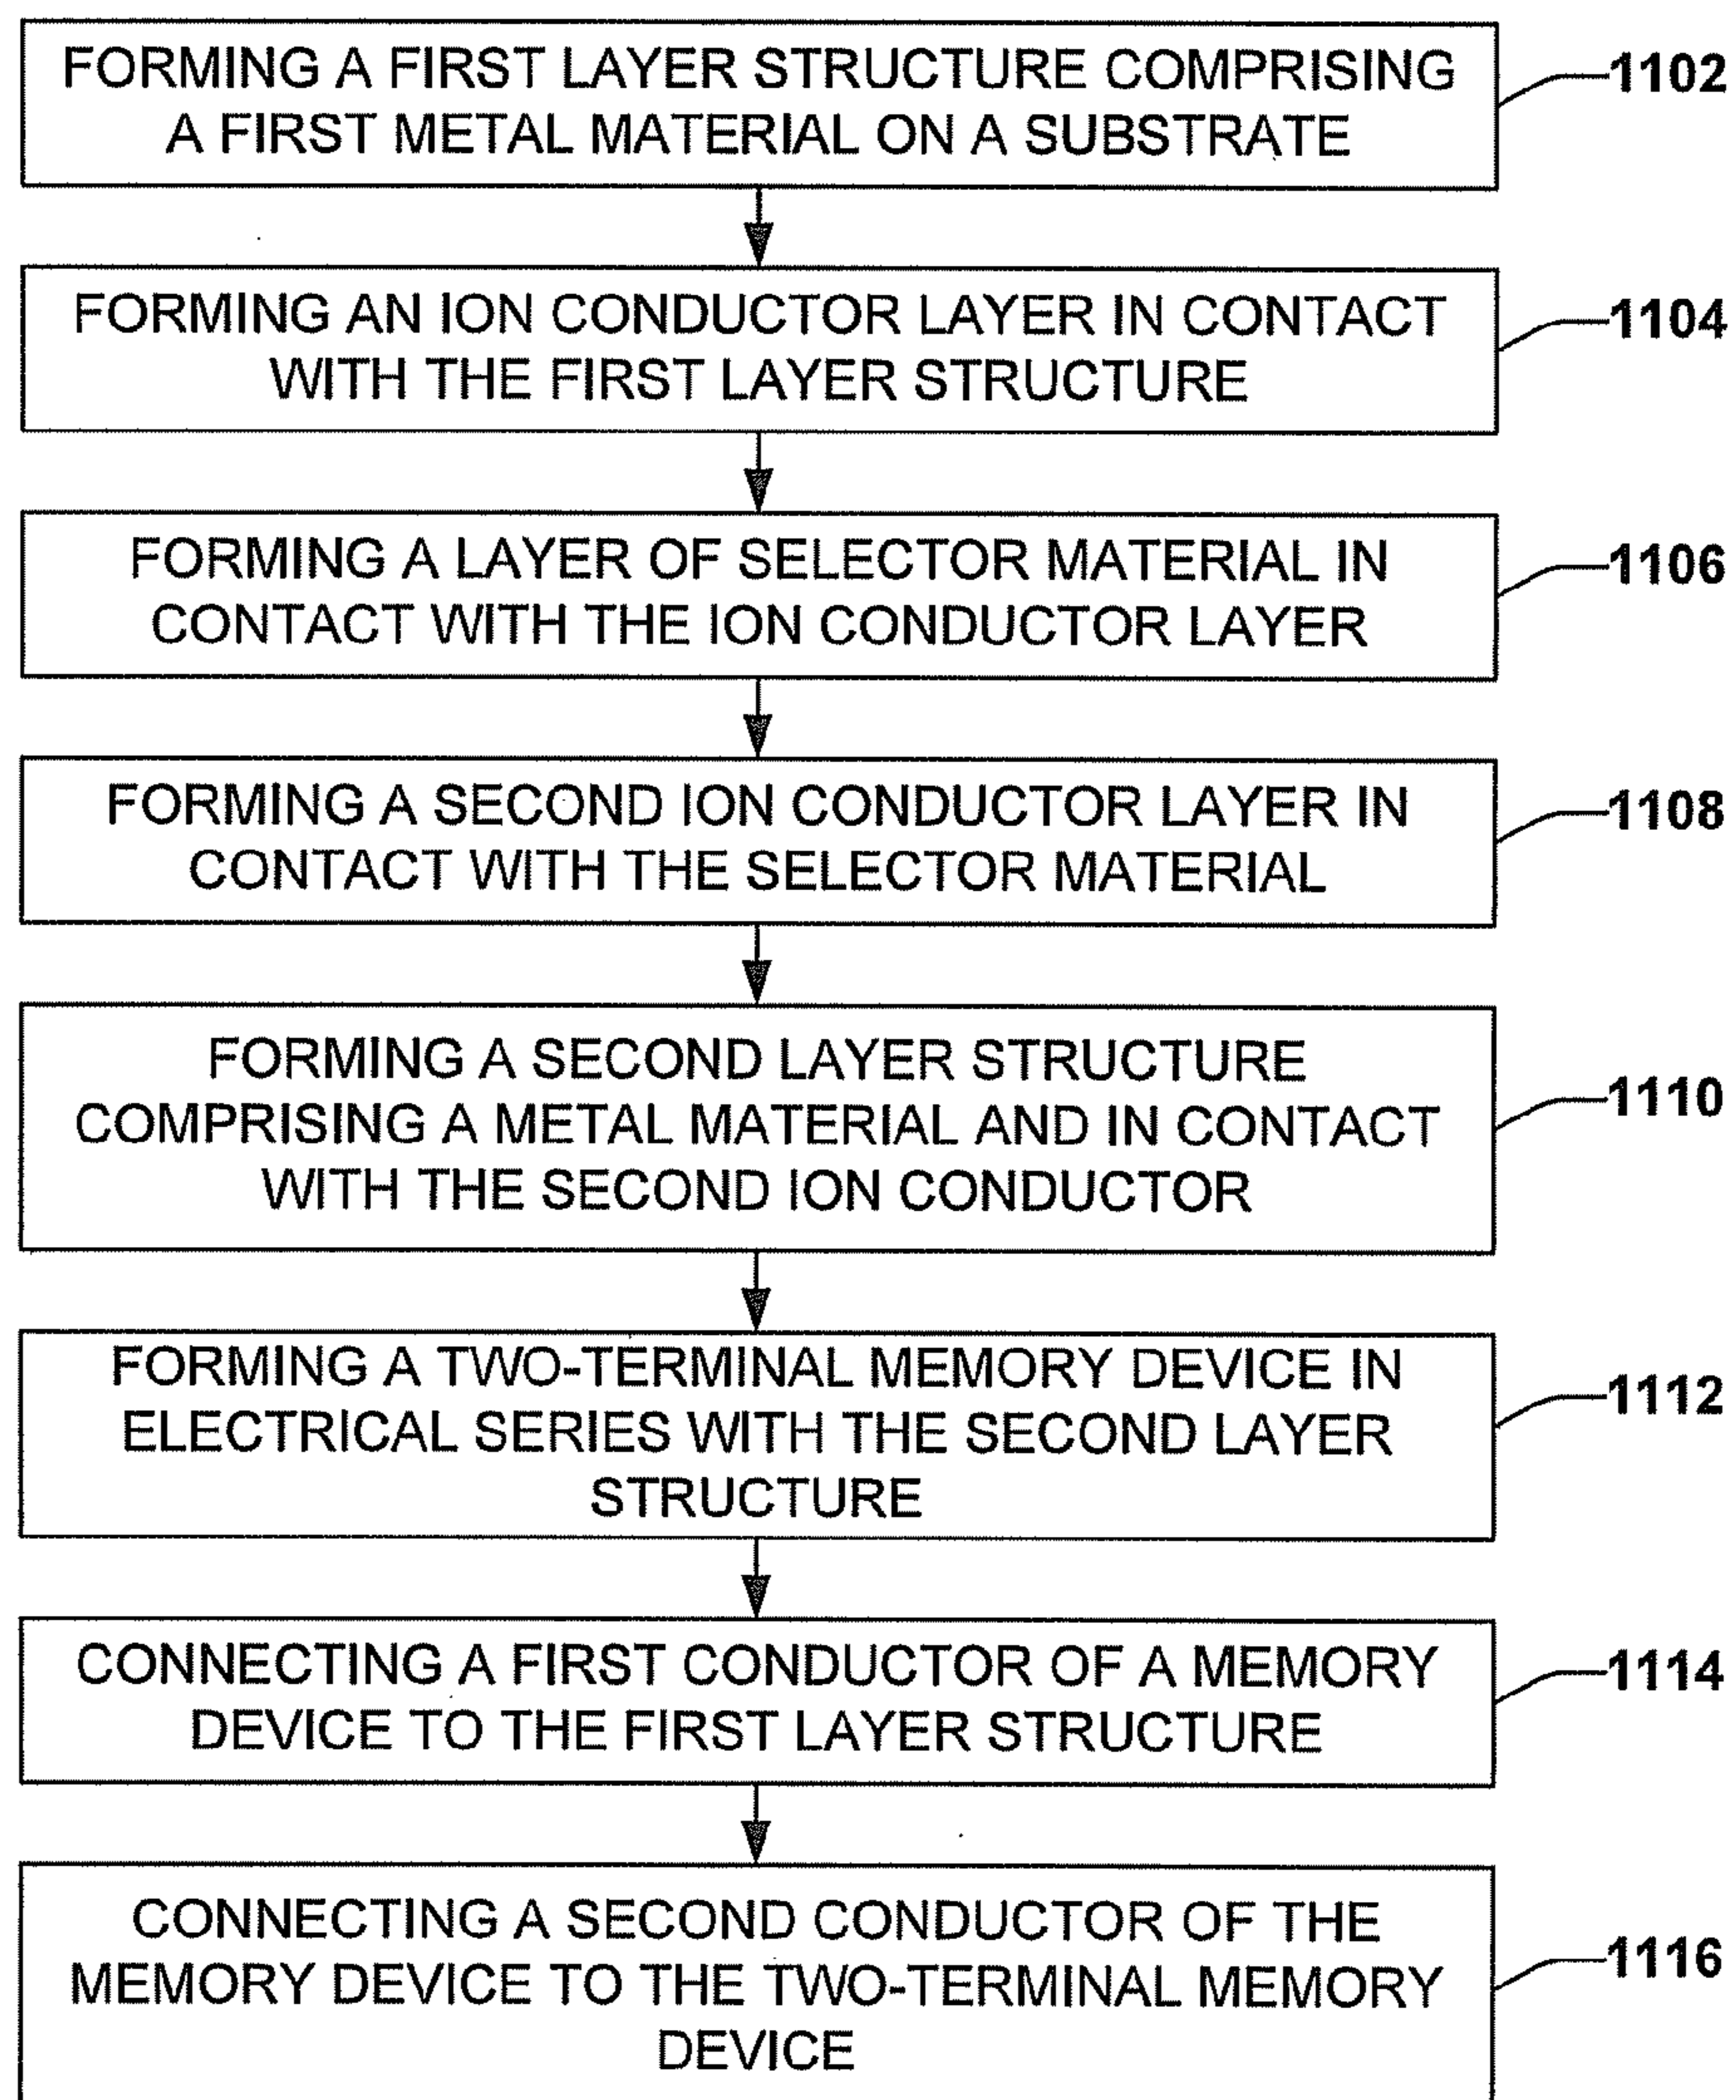 FORMING A FIRST LAYER STRUCTURE COMPRISING
A FIRST METAL MATERIAL ON A SUBSTRATE
1102
FORMING AN ION CONDUCTOR LAYER IN CONTACT
WITH THE FIRST LAYER STRUCTURE
1104
FORMING A LAYER OF SELECTOR MATERIAL IN
CONTACT WITH THE ION CONDUCTOR LAYER
1106
FORMING A SECOND ION CONDUCTOR LAYER IN
CONTACT WITH THE SELECTOR MATERIAL
1108
FORMING A SECOND LAYER STRUCTURE
COMPRISING A METAL MATERIAL AND IN CONTACT
WITH THE SECOND ION CONDUCTOR
1110
FORMING A TWO-TERMINAL MEMORY DEVICE IN
ELECTRICAL SERIES WITH THE SECOND LAYER
STRUCTURE
1112
CONNECTING A FIRST CONDUCTOR OF A MEMORY
DEVICE TO THE FIRST LAYER STRUCTURE
1114
CONNECTING A SECOND CONDUCTOR OF THE
MEMORY DEVICE TO THE TWO-TERMINAL MEMORY
DEVICE
1116